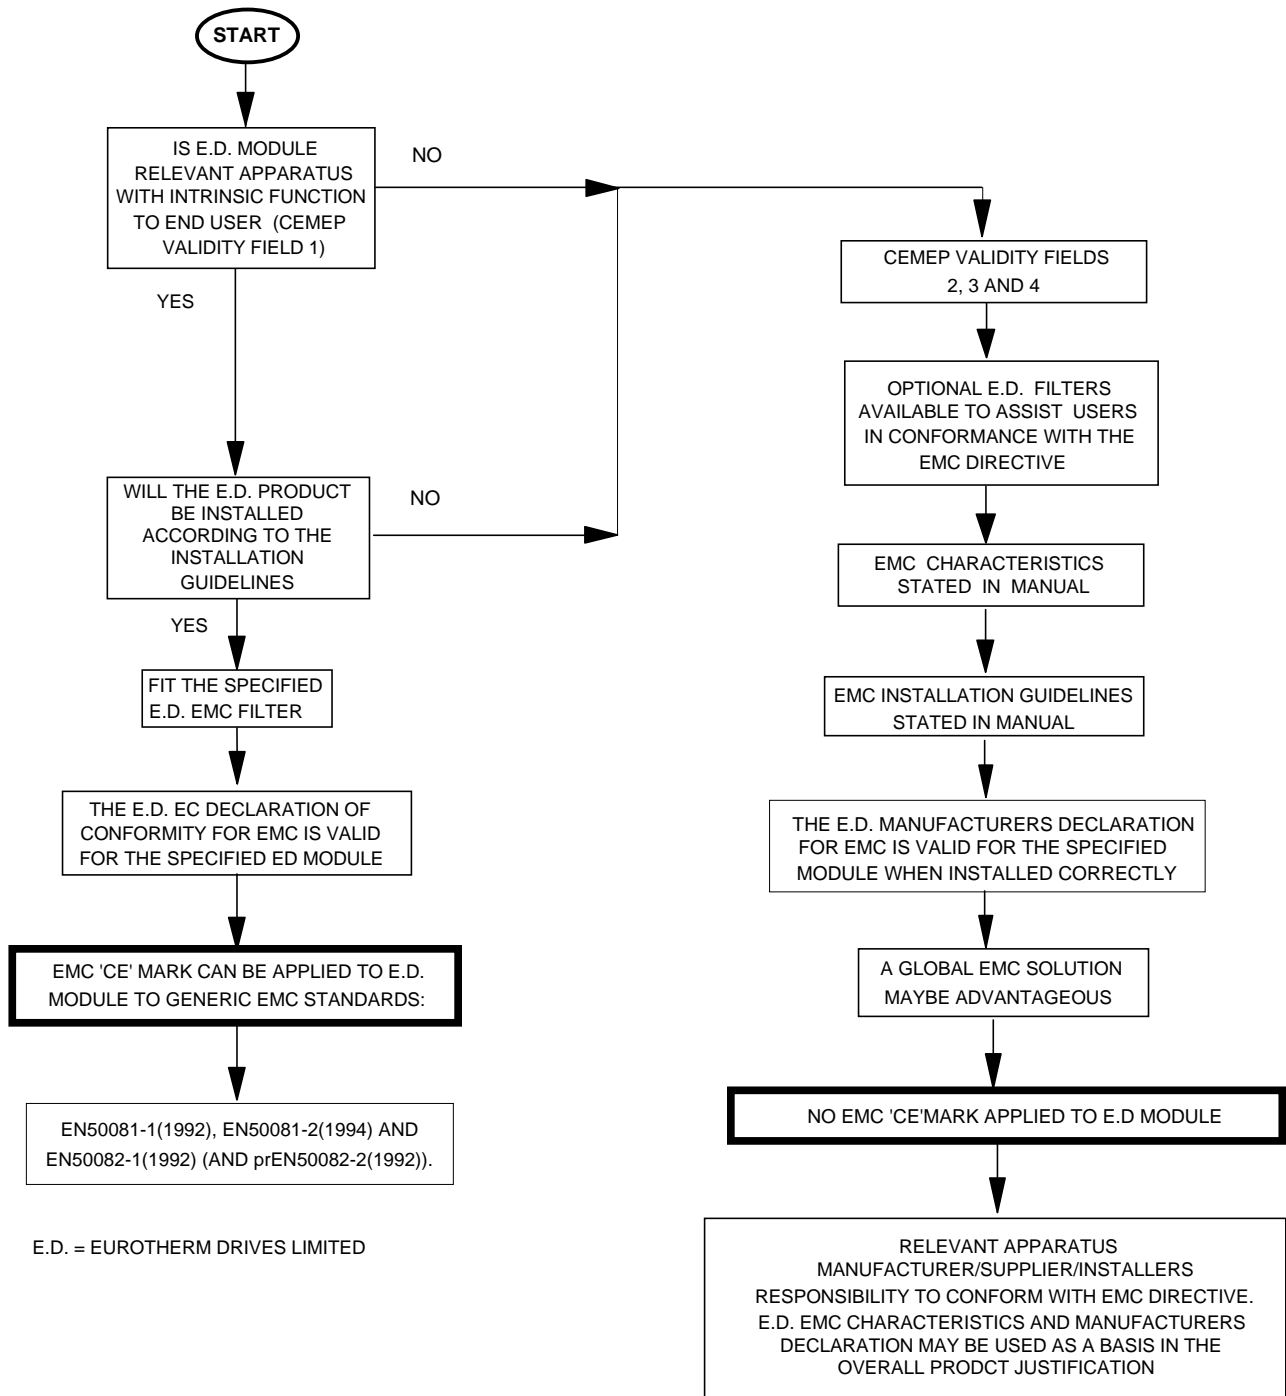 START
IS E.D. MODULE
RELEVANT APPARATUS
WITH INTRINSIC FUNCTION
TO END USER (CEMEP
VALIDITY FIELD 1)
NO
YES
WILL THE E.D. PRODUCT
BE INSTALLED
ACCORDING TO THE
INSTALLATION
GUIDELINES
NO
YES
FIT THE SPECIFIED
E.D. EMC FILTER
THE E.D. EC DECLARATION OF
CONFORMITY FOR EMC IS VALID
FOR THE SPECIFIED ED MODULE
EMC 'CE' MARK CAN BE APPLIED TO E.D.
MODULE TO GENERIC EMC STANDARDS:
EN50081-1(1992), EN50081-2(1994) AND
EN50082-1(1992) (AND prEN50082-2(1992)).
E.D. = EUROTHERM DRIVES LIMITED
CEMEP VALIDITY FIELDS
2, 3 AND 4
OPTIONAL E.D. FILTERS
AVAILABLE TO ASSIST USERS
IN CONFORMANCE WITH THE
EMC DIRECTIVE
EMC CHARACTERISTICS
STATED IN MANUAL
EMC INSTALLATION GUIDELINES
STATED IN MANUAL
THE E.D. MANUFACTURERS DECLARATION
FOR EMC IS VALID FOR THE SPECIFIED
MODULE WHEN INSTALLED CORRECTLY
A GLOBAL EMC SOLUTION
MAYBE ADVANTAGEOUS
NO EMC 'CE'MARK APPLIED TO E.D MODULE
RELEVANT APPARATUS
MANUFACTURER/SUPPLIER/INSTALLERS
RESPONSIBILITY TO CONFORM WITH EMC DIRECTIVE.
E.D. EMC CHARACTERISTICS AND MANUFACTURERS
DECLARATION MAY BE USED AS A BASIS IN THE
OVERALL PRODCT JUSTIFICATION